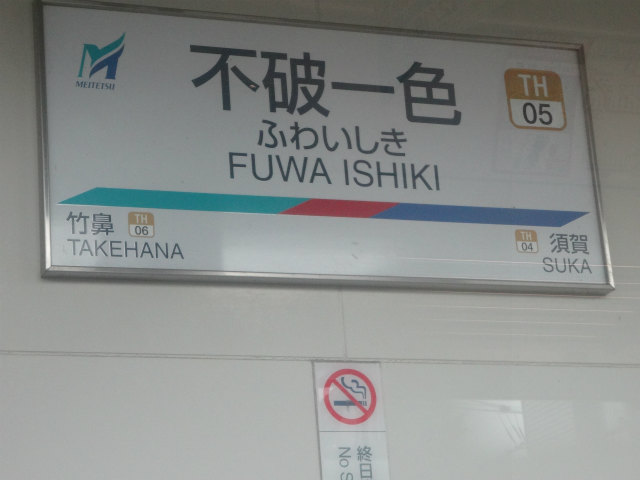 MEITETSU
不破一色
TH
05
ふわいしき
FUWA ISHIKI
竹鼻
TH
06
TAKEHANA
TH
04
須賀
SUKA
終日
No S